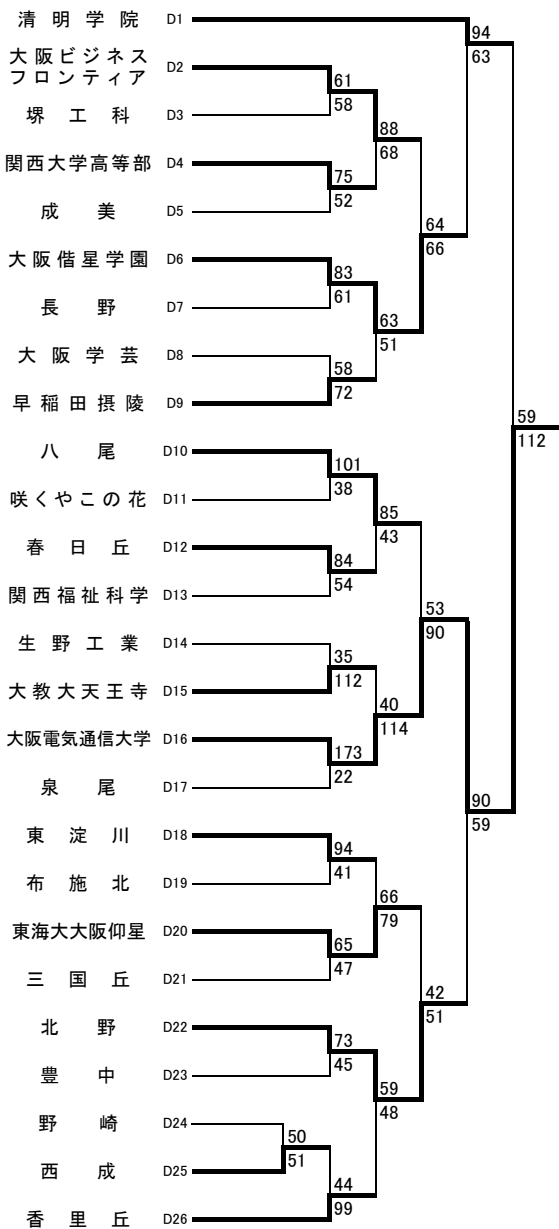 清明学院 D1
大阪ビジネス
フロンティア D2
堺工科 D3
関西大学高等部 D4
成美 D5
大阪偕星学園 D6
長野 D7
大阪学芸 D8
早稲田摂陵 D9
八尾 D10
咲くやこの花 D11
春日丘 D12
関西福祉科学 D13
生野工業 D14
大教大天王寺 D15
大阪電気通信大学 D16
泉尾 D17
東淀川 D18
布施北 D19
東海大大阪仰星 D20
三国丘 D21
北野 D22
豊中 D23
野崎 D24
西成 D25
香里丘 D26
50
51
61
58
75
52
83
61
58
72
101
38
84
54
35
112
173
22
94
41
65
47
73
45
44
99
88
68
63
51
85
43
40
114
66
79
59
48
64
66
53
90
42
51
94
63
90
59
59
112